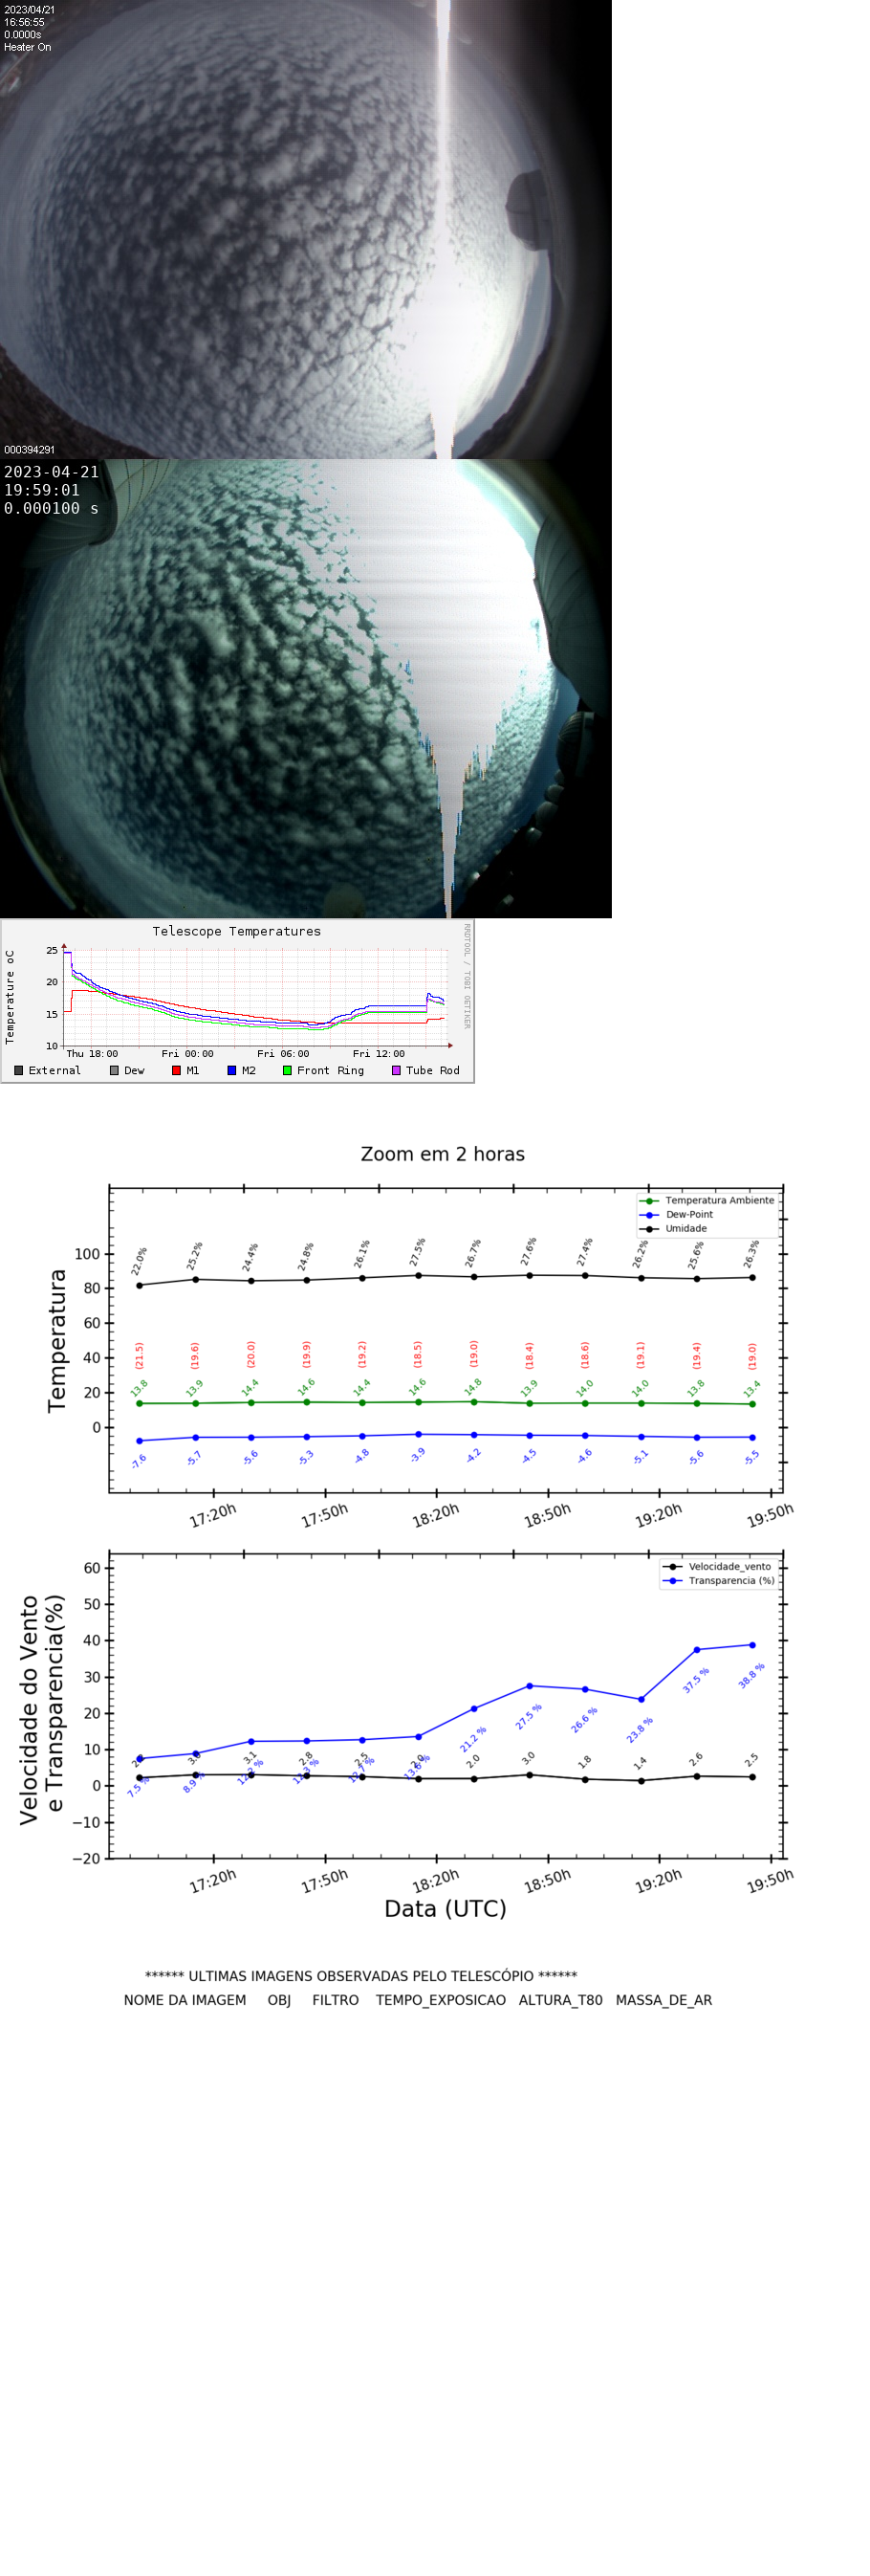 2023/04/21
16:56:55
0.0000s
Heater On
000394291
2023-04-21
19:59:01
0.000100 s
Telescope Temperatures
RRDTOOL / TOBI OETIKER
Temperature oC
25
20
15
10
Thu 18:00 Fri 00:00 Fri 06:00 Fri 12:00
External Dew M1 M2 Front Ring Tube Rod
Zoom em 2 horas
Temperatura Ambiente
Dew-Point
Umidade
Temperatura
100
80
60
40
20
0
22.0% 25.2% 24.4% 24.8% 26.1% 27.5% 26.7% 27.6% 27.4% 26.2% 25.6% 26.3%
(21.5) (19.6) (20.0) (19.9) (19.2) (18.5) (19.0) (18.4) (18.6) (19.1) (19.4) (19.0)
13.8 13.9 14.4 14.6 14.4 14.6 14.8 13.9 14.0 14.0 13.8 13.4
-7.6 -5.7 -5.6 -5.3 -4.8 -3.9 -4.2 -4.5 -4.6 -5.1 -5.6 -5.5
17:20h 17:50h 18:20h 18:50h 19:20h 19:50h
Velocidade_vento
Transparencia (%)
Velocidade do Vento
e Transparencia(%)
60
50
40
30
20
10
0
−10
−20
3.1 2.8 2.5 2.0 2.0 3.0 1.8 1.4 2.6 2.5
7.5 % 8.9 % 13.6 % 21.2 % 27.5 % 26.6 % 23.8 % 37.5 % 38.8 %
17:20h 17:50h 18:20h 18:50h 19:20h 19:50h
Data (UTC)
****** ULTIMAS IMAGENS OBSERVADAS PELO TELESCÓPIO ******
NOME DA IMAGEM OBJ FILTRO TEMPO_EXPOSICAO ALTURA_T80 MASSA_DE_AR